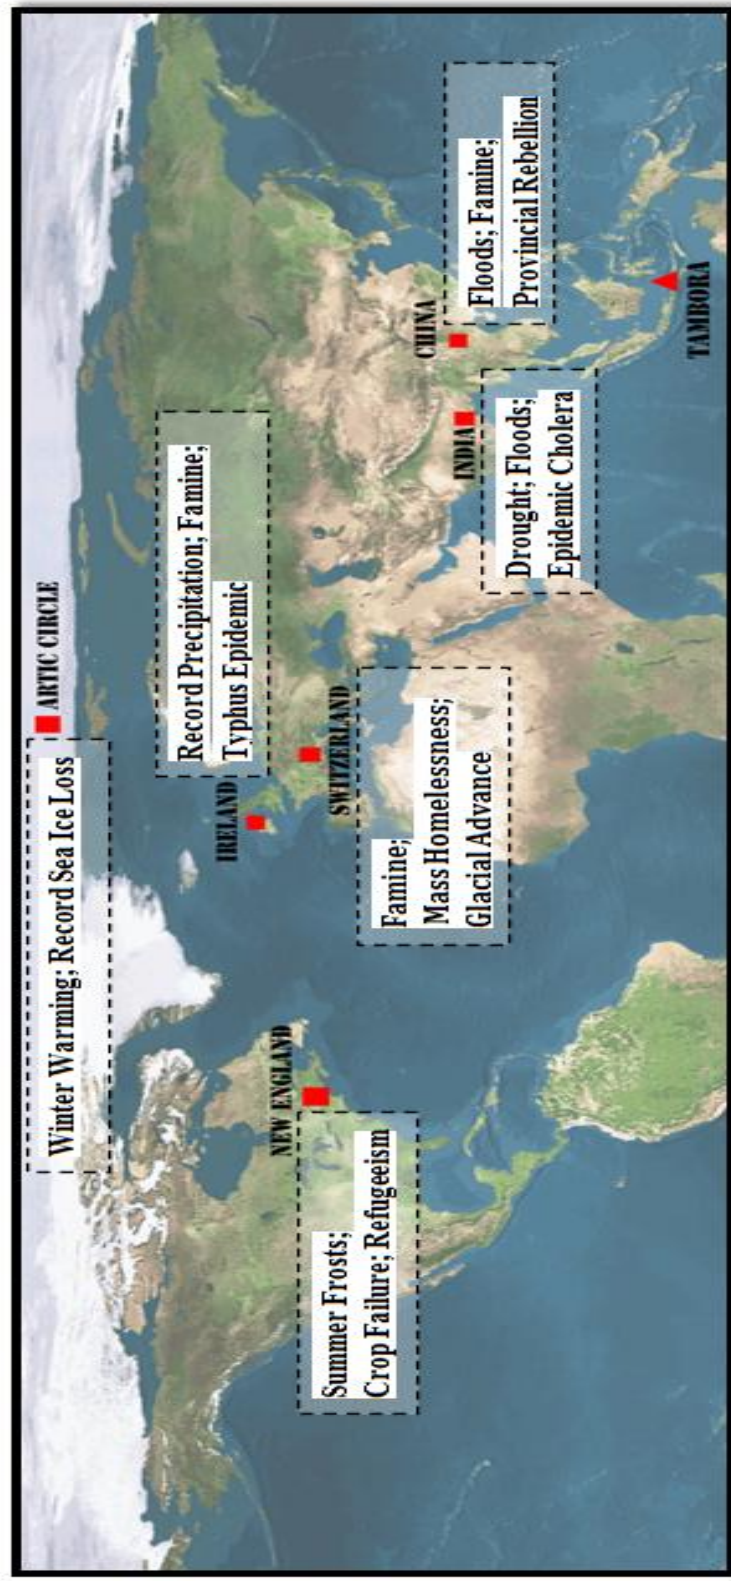 ARTIC CIRCLE
Winter Warming; Record Sea Ice Loss
Record Precipitation; Famine;
Typhus Epidemic
IRELAND
SWITZERLAND
Famine;
Mass Homelessness;
Glacial Advance
NEW ENGLAND
Summer Frosts;
Crop Failure; Refugeeism
CHINA
Floods; Famine;
Provincial Rebellion
INDIA
Drought; Floods;
Epidemic Cholera
TAMBORA